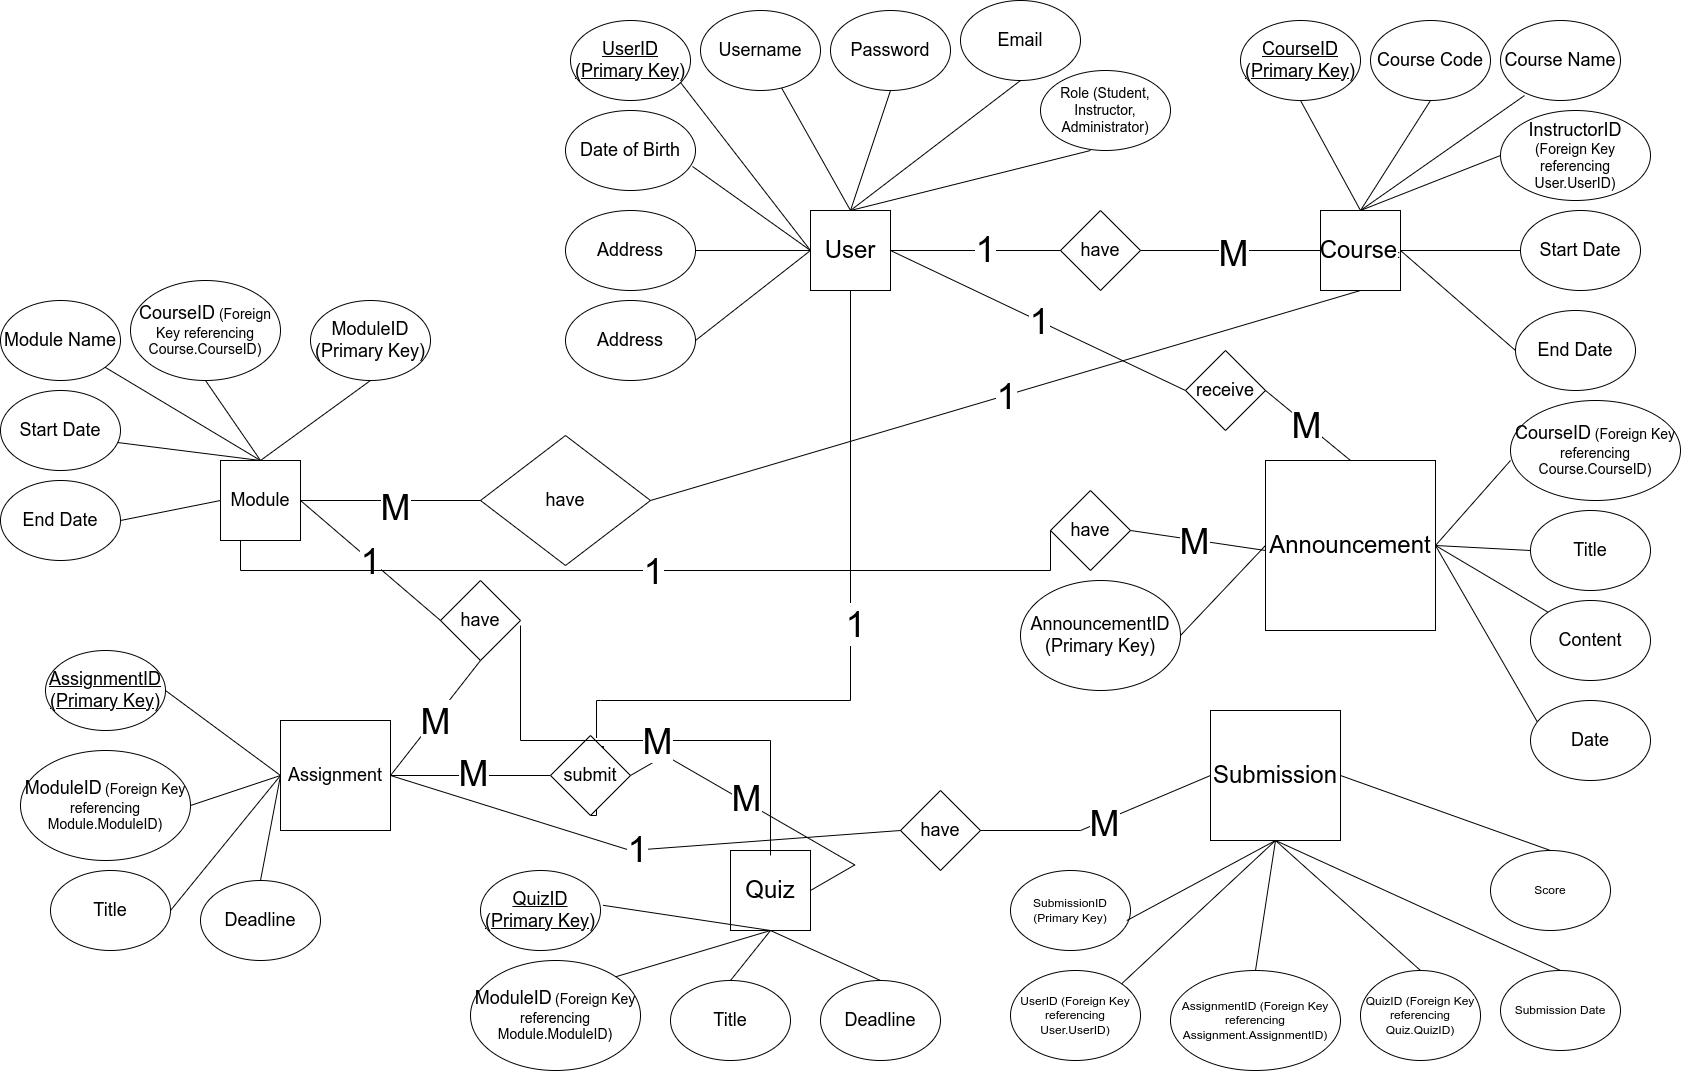 UserID
(Primary Key)
Username
Password
Email
Role (Student,
Instructor,
Administrator)
CourseID
(Primary Key)
Course Code
Course Name
InstructorID
(Foreign Key
referencing
User.UserID)
Date of Birth
Address
Address
User
1
have
M
Course
Start Date
End Date
1
receive
M
1
Module Name
CourseID (Foreign
Key referencing
Course.CourseID)
ModuleID
(Primary Key)
Start Date
End Date
Module
M
have
CourseID (Foreign Key
referencing
Course.CourseID)
Title
Content
Date
Announcement
have
M
AnnouncementID
(Primary Key)
1
1
have
1
AssignmentID
(Primary Key)
ModuleID (Foreign Key
referencing
Module.ModuleID)
Title
Deadline
Assignment
M
M
submit
M
M
1
have
M
Submission
Quiz
QuizID
(Primary Key)
ModuleID (Foreign Key
referencing
Module.ModuleID)
Title
Deadline
SubmissionID
(Primary Key)
Score
UserID (Foreign Key
referencing
User.UserID)
AssignmentID (Foreign Key
referencing
Assignment.AssignmentID)
QuizID (Foreign Key
referencing
Quiz.QuizID)
Submission Date